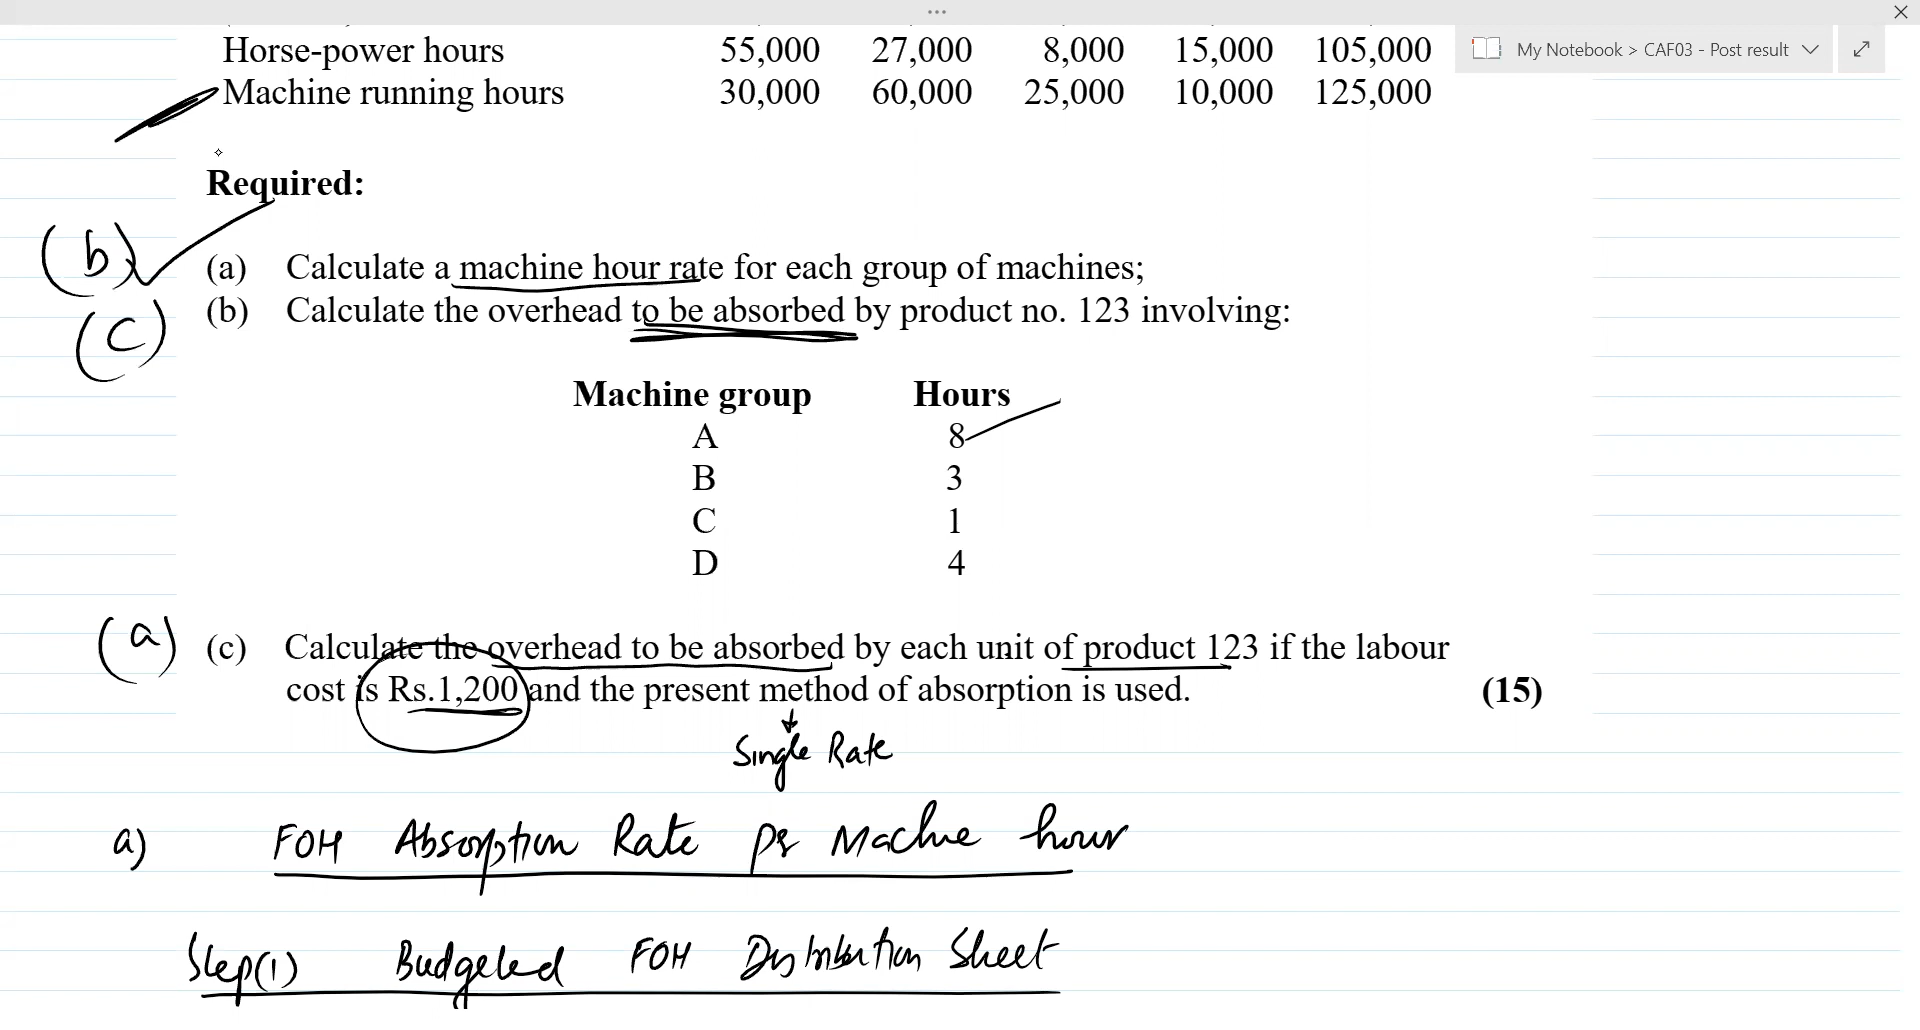 Horse-power hours 55,000 27,000 8,000 15,000 105,000
My Notebook > CAF03 - Post result
Machine running hours 30,000 60,000 25,000 10,000 125,000
Required:
(b) (a) Calculate a machine hour rate for each group of machines;
(c) (b) Calculate the overhead to be absorbed by product no. 123 involving:
Machine group Hours
A 8
B 3
C 1
D 4
(a) (c) Calculate the overhead to be absorbed by each unit of product 123 if the labour
cost is Rs.1,200 and the present method of absorption is used. (15)
Single Rate
a) FOH Absorption Rate Machine hour
Step(1) Budgeted FOH Distribution Sheet